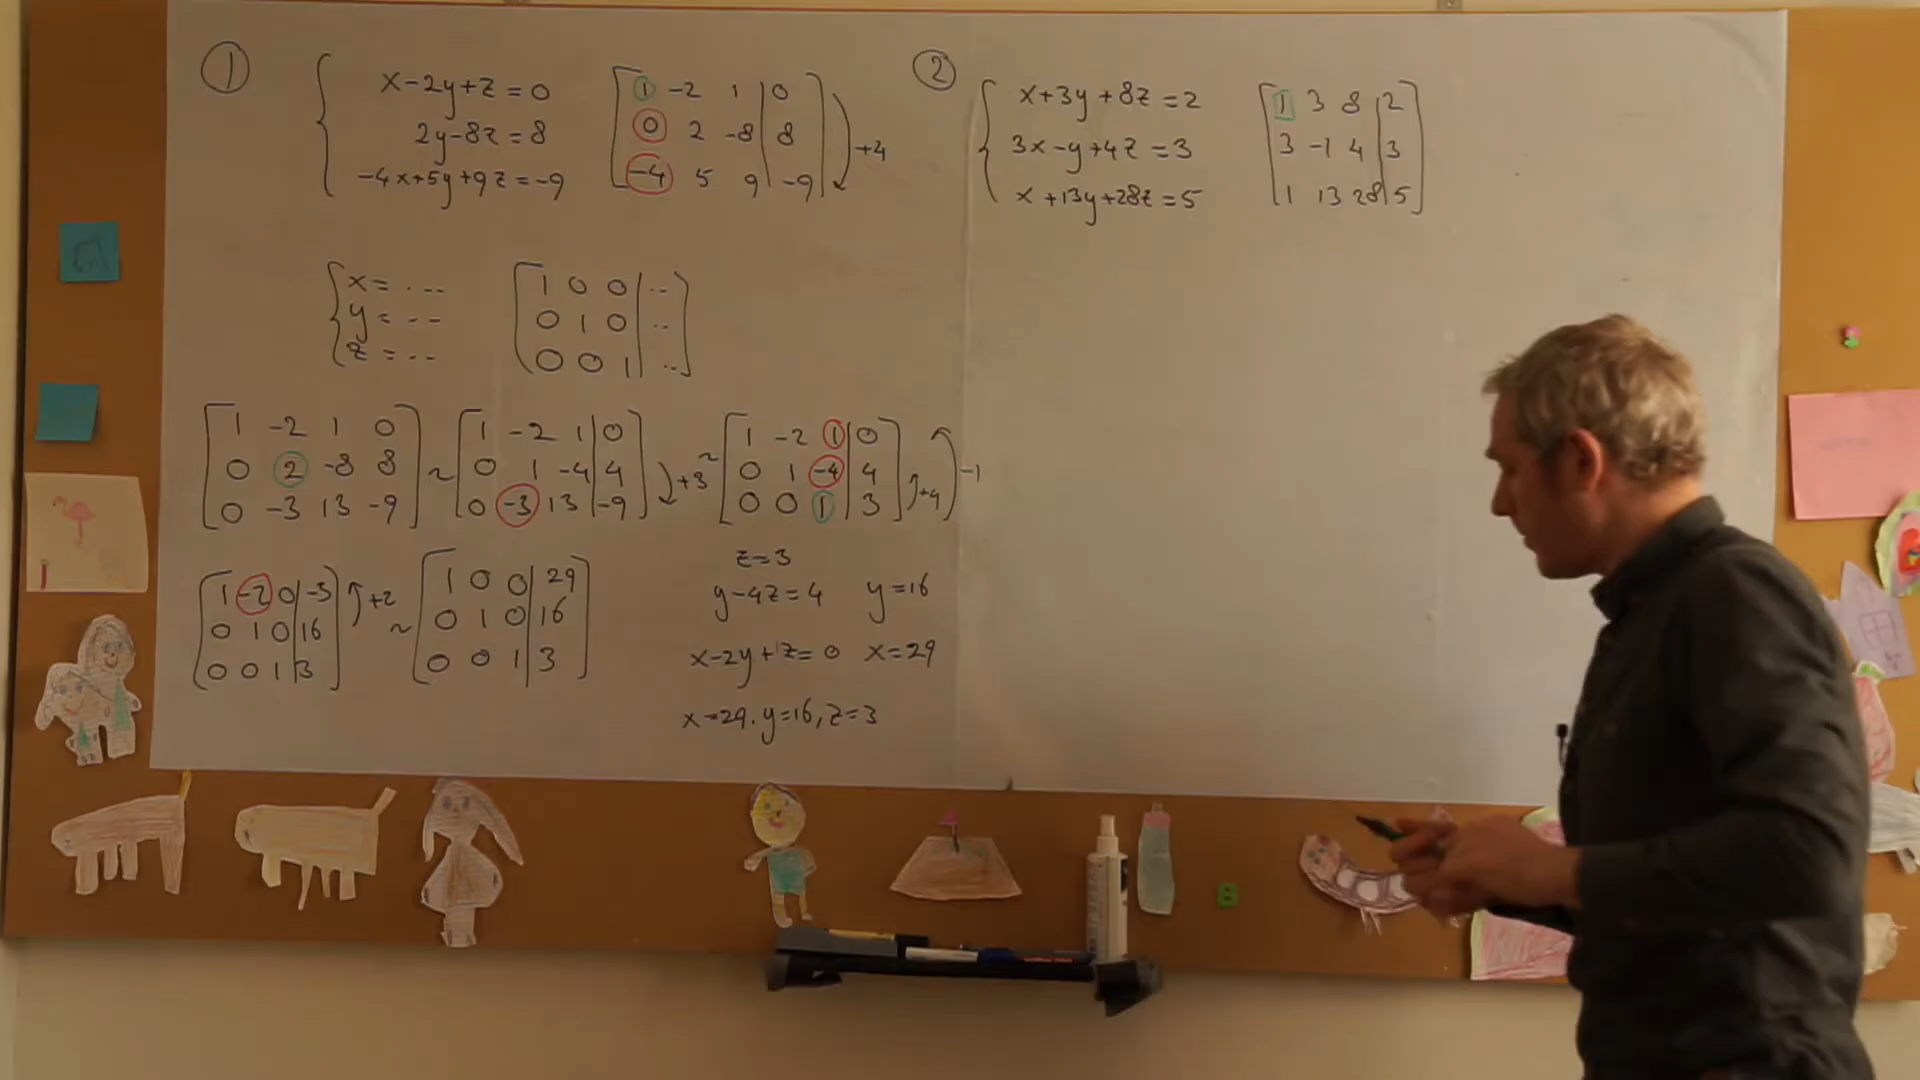 ①
x-2y+z=0
2y-8z=8
-4x+5y+9z=-9
1 -2 1 | 0
0 2 -8 | 8
-4 5 9 | -9
+4
x= . --
y= - --
z= ---
1 0 0 | ..
0 1 0 | ..
0 0 1 | ..
1 -2 1 0
0 2 -8 8
0 -3 13 -9
~
1 -2 1 | 0
0 1 -4 | 4
0 -3 13 | -9
+3
~
1 -2 1 | 0
0 1 -4 | 4
0 0 1 | 3
+4
-1
1 -2 0 | -3
0 1 0 | 16
0 0 1 | 3
+2
~
1 0 0 | 29
0 1 0 | 16
0 0 1 | 3
z=3
y-4z=4 y=16
x-2y+z=0 x=29
x=29, y=16, z=3
②
x+3y+8z=2
3x-y+4z=3
x+13y+28z=5
1 3 8 | 2
3 -1 4 | 3
1 13 28 | 5
B